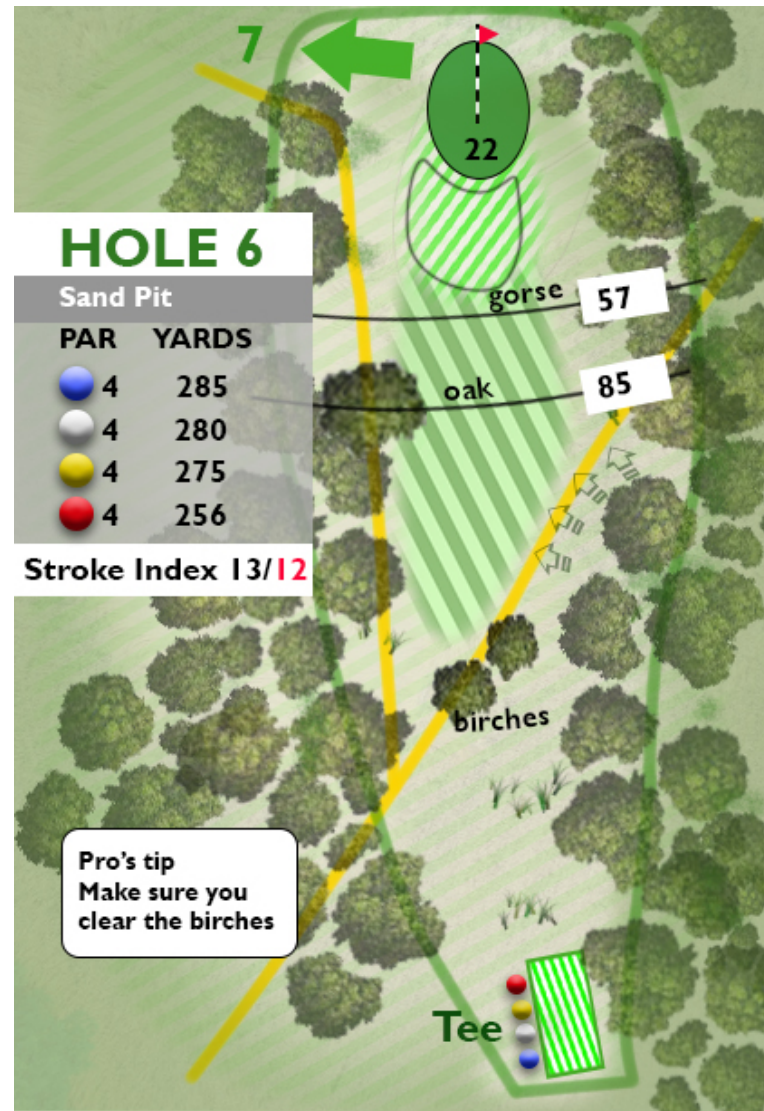 7
22
HOLE 6
Sand Pit
PAR YARDS
4 285
4 280
4 275
4 256
Stroke Index 13/12
gorse 57
oak 85
birches
Pro's tip
Make sure you
clear the birches
Tee